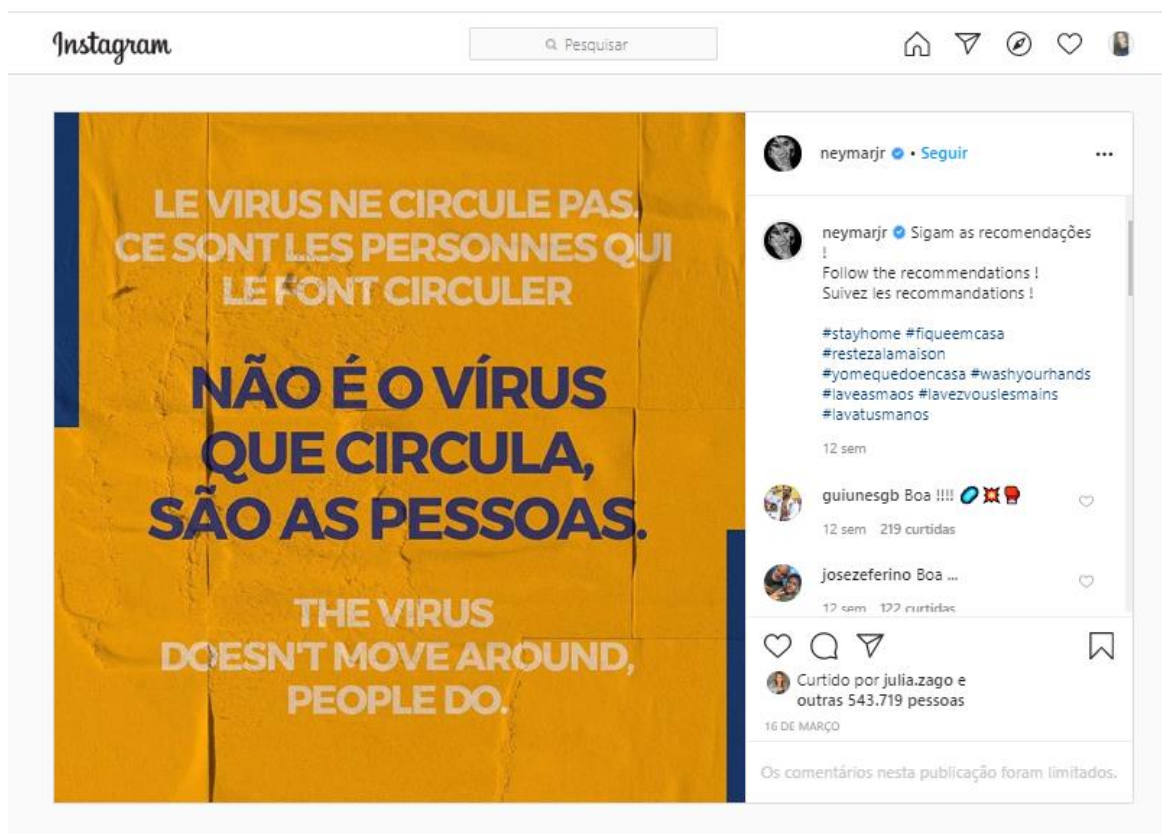 Instagram
Pesquisar
LE VIRUS NE CIRCULE PAS.
CE SONT LES PERSONNES QUI
LE FONT CIRCULER
NÃO É O VÍRUS
QUE CIRCULA,
SÃO AS PESSOAS.
THE VIRUS
DOESN'T MOVE AROUND,
PEOPLE DO.
neymarjr • Seguir
neymarjr Sigam as recomendações
!
Follow the recommendations !
Suivez les recommandations !
#stayhome #fiqueemcasa
#restezalamaison
#yomequedoencasa #washyourhands
#laveasmaos #lavezvouslesmains
#lavatusmanos
12 sem
guiunesgb Boa !!!!
12 sem 219 curtidas
josezeferino Boa ...
12 sem 122 curtidas
Curtido por julia.zago e
outras 543.719 pessoas
16 DE MARÇO
Os comentários nesta publicação foram limitados.